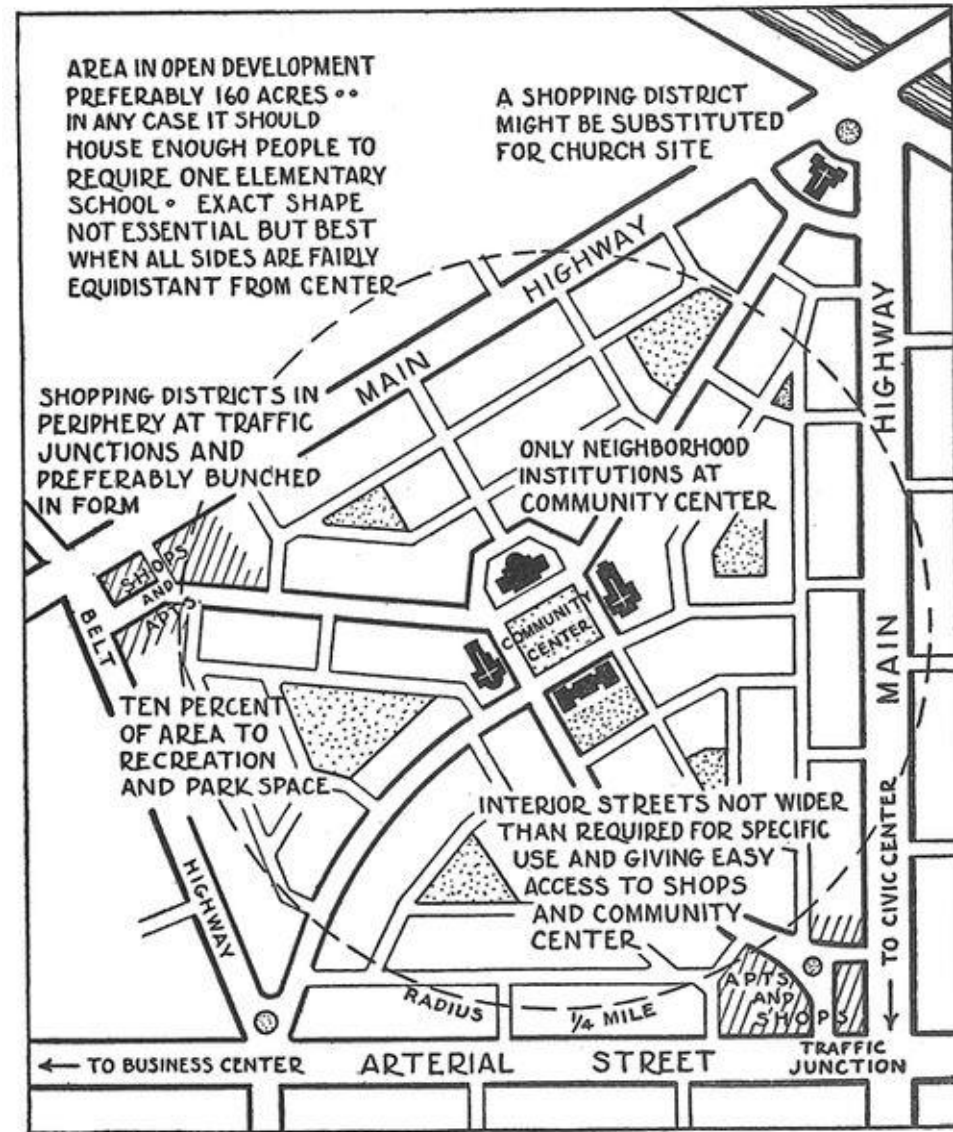 AREA IN OPEN DEVELOPMENT
PREFERABLY 160 ACRES ••
IN ANY CASE IT SHOULD
HOUSE ENOUGH PEOPLE TO
REQUIRE ONE ELEMENTARY
SCHOOL • EXACT SHAPE
NOT ESSENTIAL BUT BEST
WHEN ALL SIDES ARE FAIRLY
EQUIDISTANT FROM CENTER
A SHOPPING DISTRICT
MIGHT BE SUBSTITUTED
FOR CHURCH SITE
MAIN HIGHWAY
SHOPPING DISTRICTS IN
PERIPHERY AT TRAFFIC
JUNCTIONS AND
PREFERABLY BUNCHED
IN FORM
ONLY NEIGHBORHOOD
INSTITUTIONS AT
COMMUNITY CENTER
MAIN HIGHWAY
SHOPS
AND
APTS
BELT HIGHWAY
COMMUNITY
CENTER
TEN PERCENT
OF AREA TO
RECREATION
AND PARK SPACE
INTERIOR STREETS NOT WIDER
THAN REQUIRED FOR SPECIFIC
USE AND GIVING EASY
ACCESS TO SHOPS
AND COMMUNITY
CENTER
← TO CIVIC CENTER
RADIUS 1/4 MILE
APTS
AND
SHOPS
← TO BUSINESS CENTER
ARTERIAL STREET
TRAFFIC
JUNCTION